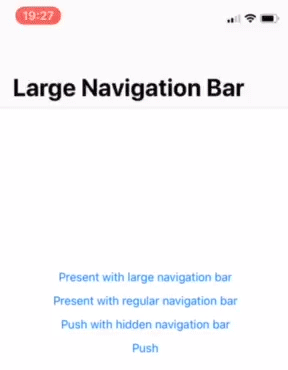 19:27
Large Navigation Bar
Present with large navigation bar
Present with regular navigation bar
Push with hidden navigation bar
Push